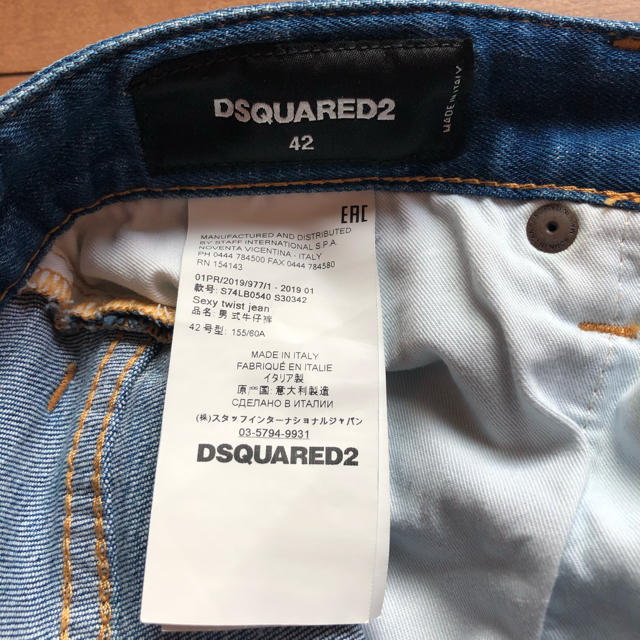 DSQUARED2
42
MADE IN ITALY
EAC
MANUFACTURED AND DISTRIBUTED
BY STAFF INTERNATIONAL S.P.A.
NOVENTA VICENTINA - ITALY
PH 0444 784500 FAX 0444 784580
RN 154143
01PR/2019/977/1 - 2019 01
款号: S74LB0540 S30342
Sexy twist jean
品名: 男式牛仔裤
42 号型: 155/60A
MADE IN ITALY
FABRIQUÉ EN ITALIE
イタリア製
原產国:意大利製造
СДЕЛАНО В ИТАЛИИ
(株)スタッフインターナショナルジャパン
03-5794-9931
DSQUARED2